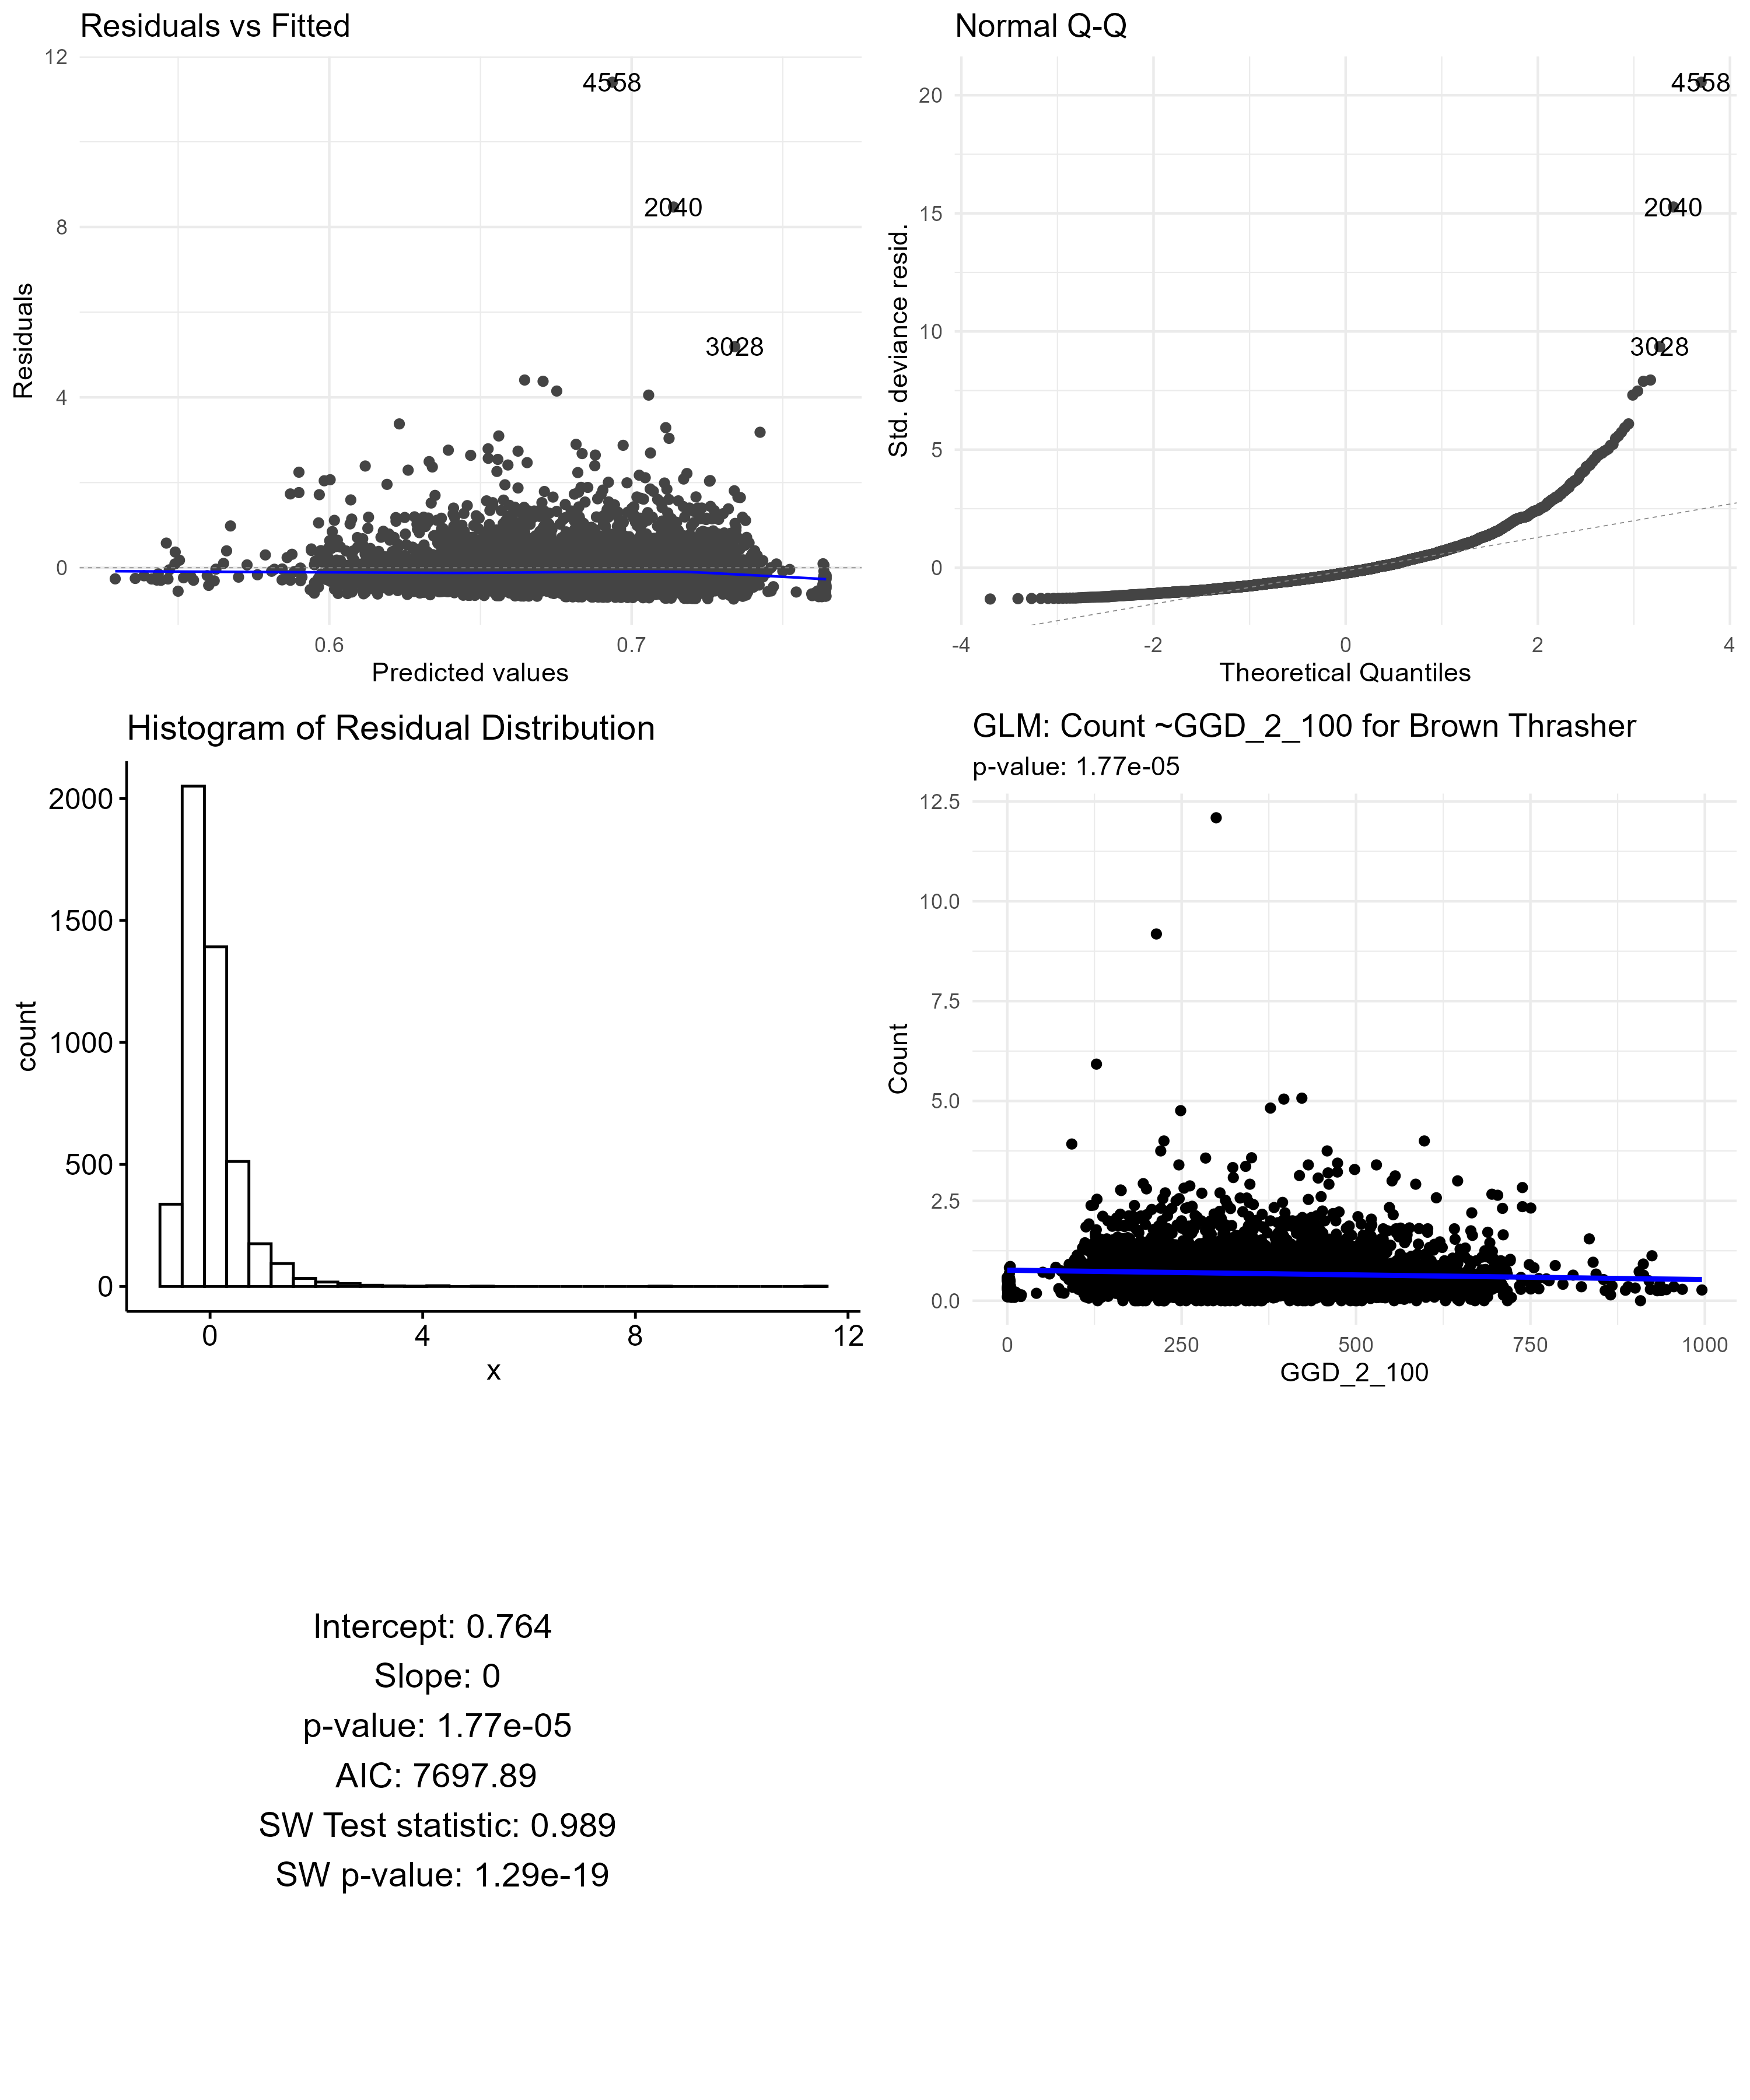 Residuals vs Fitted
12
8
4
0
Residuals
4558
2040
3028
0.6
0.7
Predicted values
Normal Q-Q
20
15
10
5
0
Std. deviance resid.
4558
2040
3028
-4
-2
0
2
4
Theoretical Quantiles
Histogram of Residual Distribution
2000
1500
1000
500
0
count
0
4
8
12
x
GLM: Count ~GGD_2_100 for Brown Thrasher
p-value: 1.77e-05
12.5
10.0
7.5
5.0
2.5
0.0
Count
0
250
500
750
1000
GGD_2_100
Intercept: 0.764
Slope: 0
p-value: 1.77e-05
AIC: 7697.89
SW Test statistic: 0.989
SW p-value: 1.29e-19